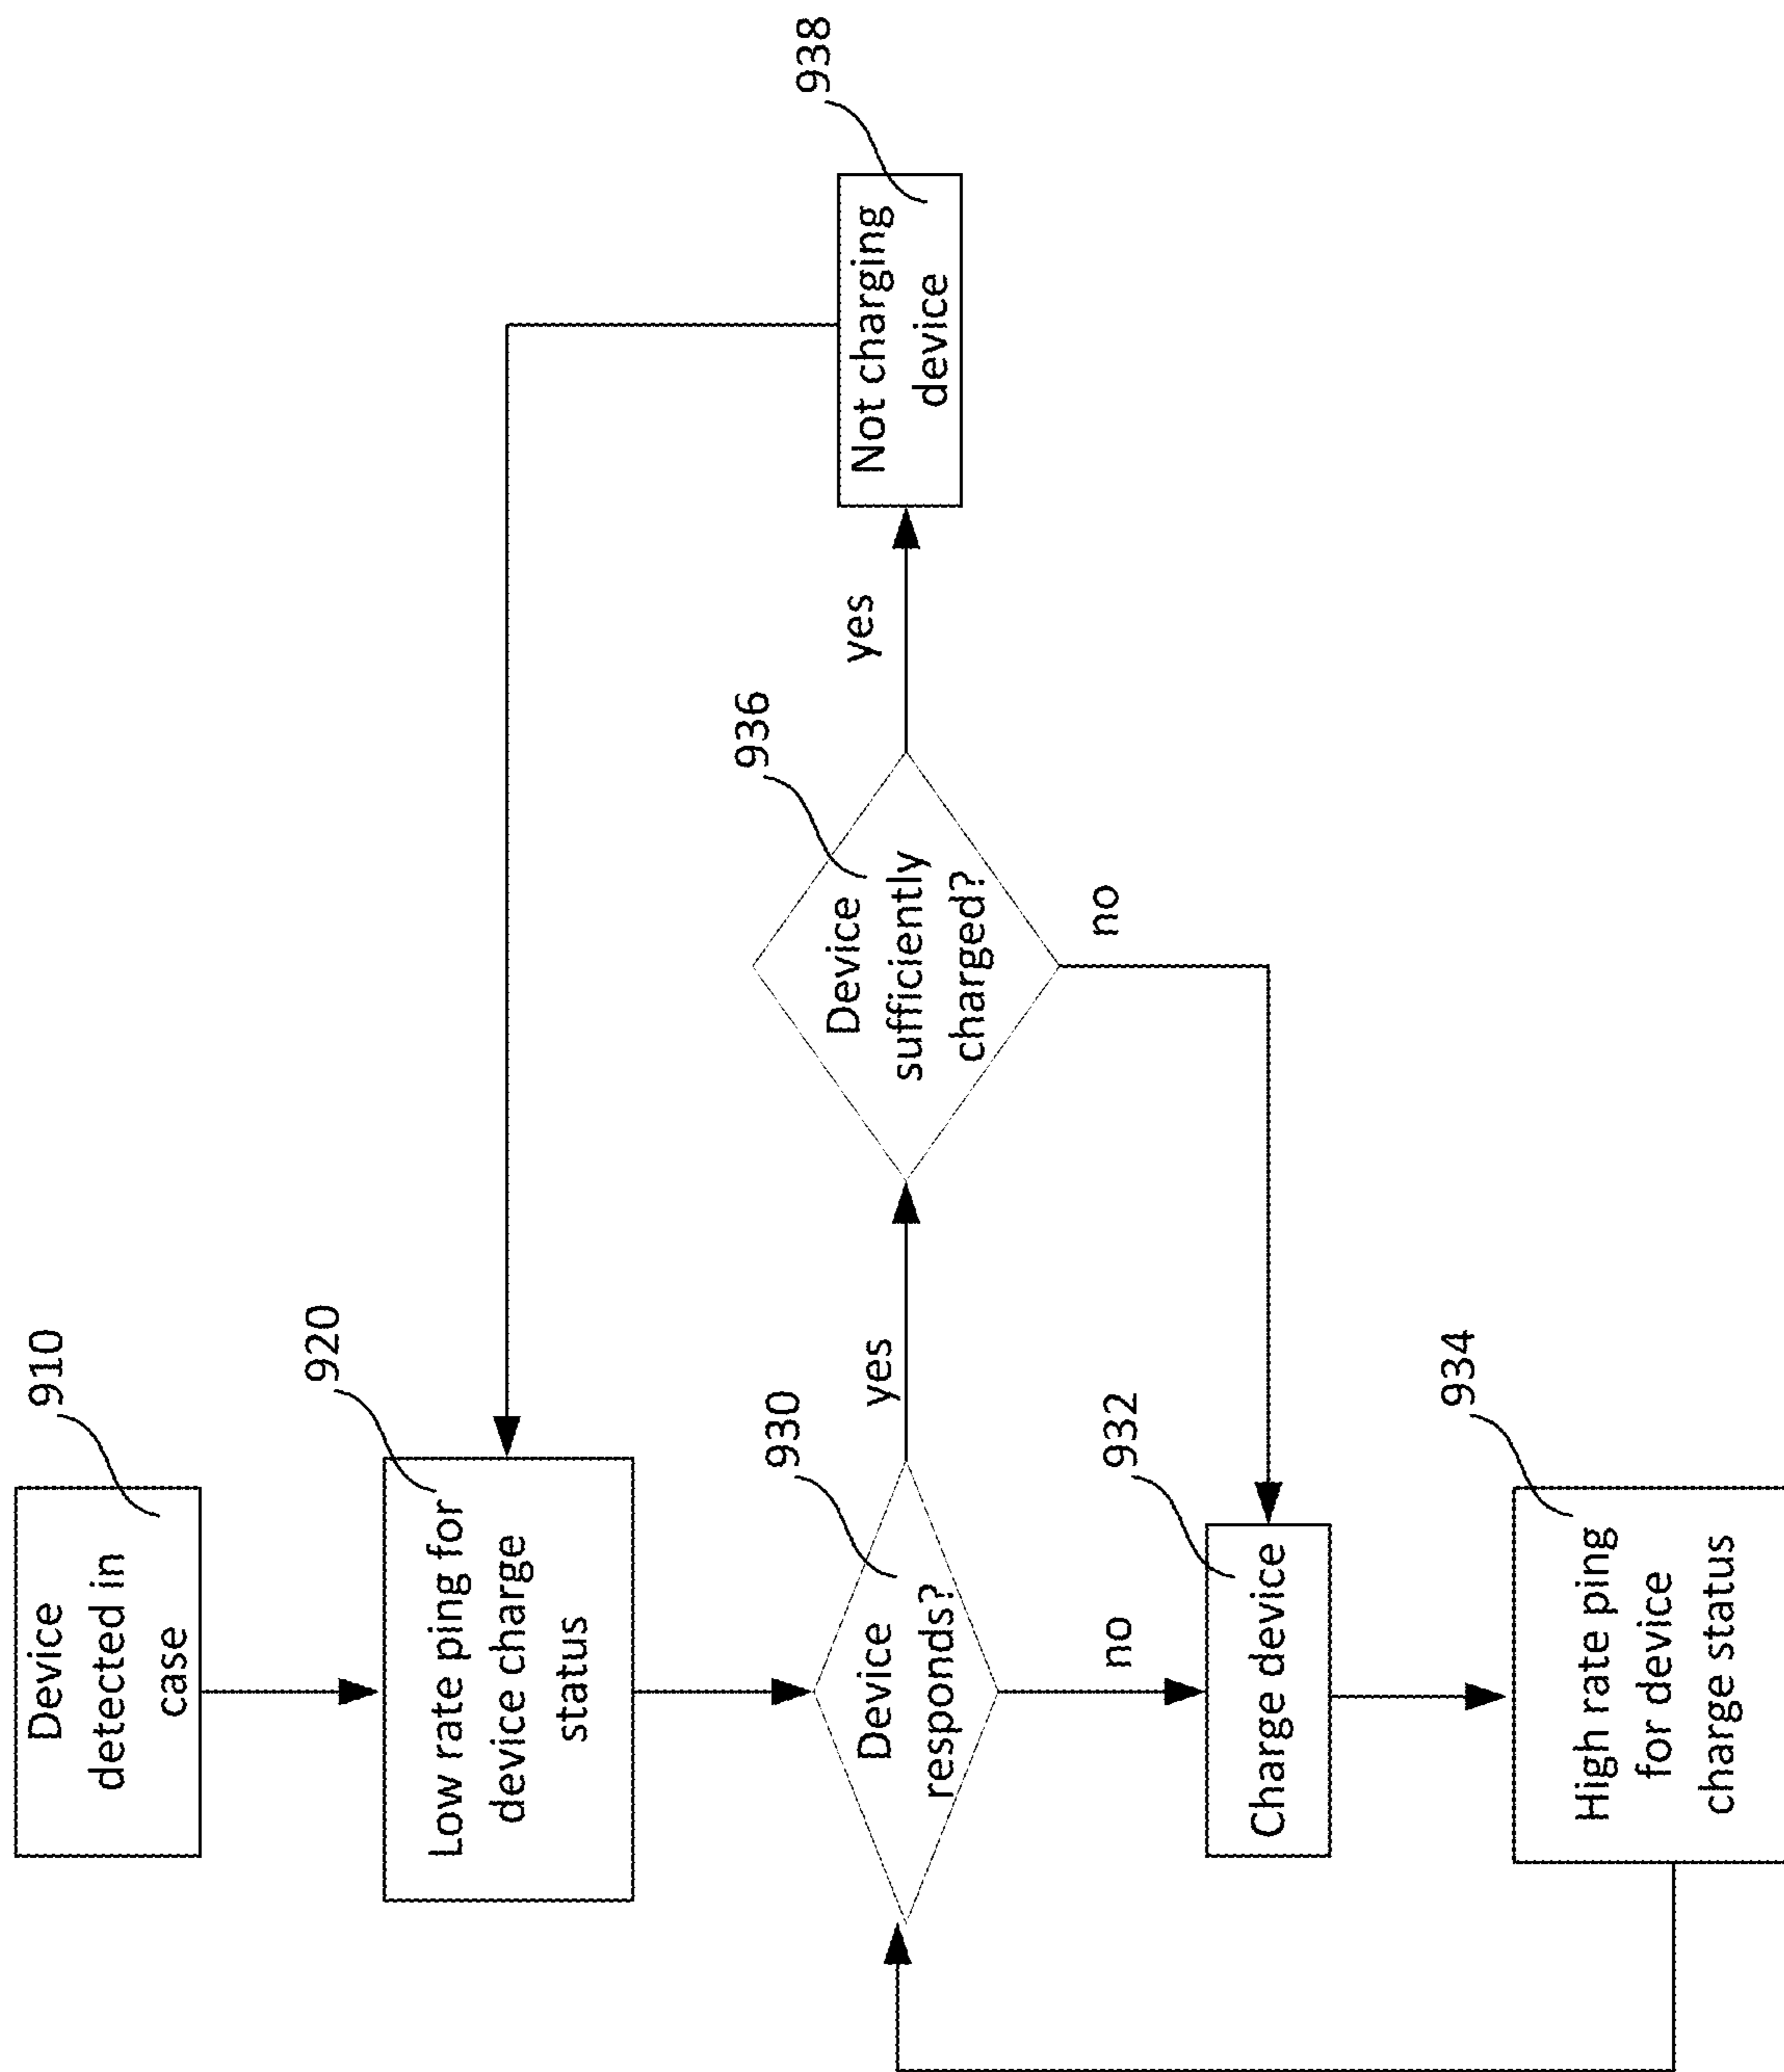 Device
detected in
case
910
Low rate ping for
device charge
status
920
Device
responds?
930
yes
no
Device
sufficiently
charged?
936
yes
no
Not charging
device
938
Charge device
932
High rate ping
for device
charge status
934